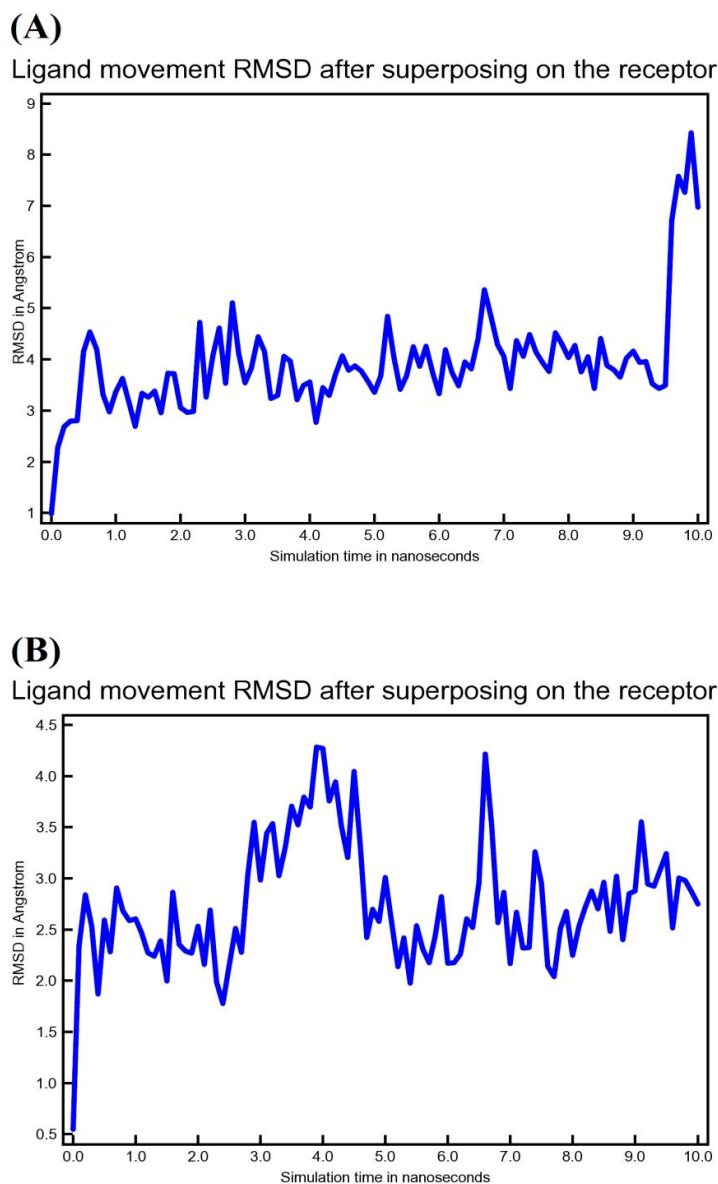 (A)
Ligand movement RMSD after superposing on the receptor
9
8
7
6
5
4
3
2
1
RMSD in Angstrom
0.0 1.0 2.0 3.0 4.0 5.0 6.0 7.0 8.0 9.0 10.0
Simulation time in nanoseconds
(B)
Ligand movement RMSD after superposing on the receptor
4.5
4.0
3.5
3.0
2.5
2.0
1.5
1.0
0.5
RMSD in Angstrom
0.0 1.0 2.0 3.0 4.0 5.0 6.0 7.0 8.0 9.0 10.0
Simulation time in nanoseconds